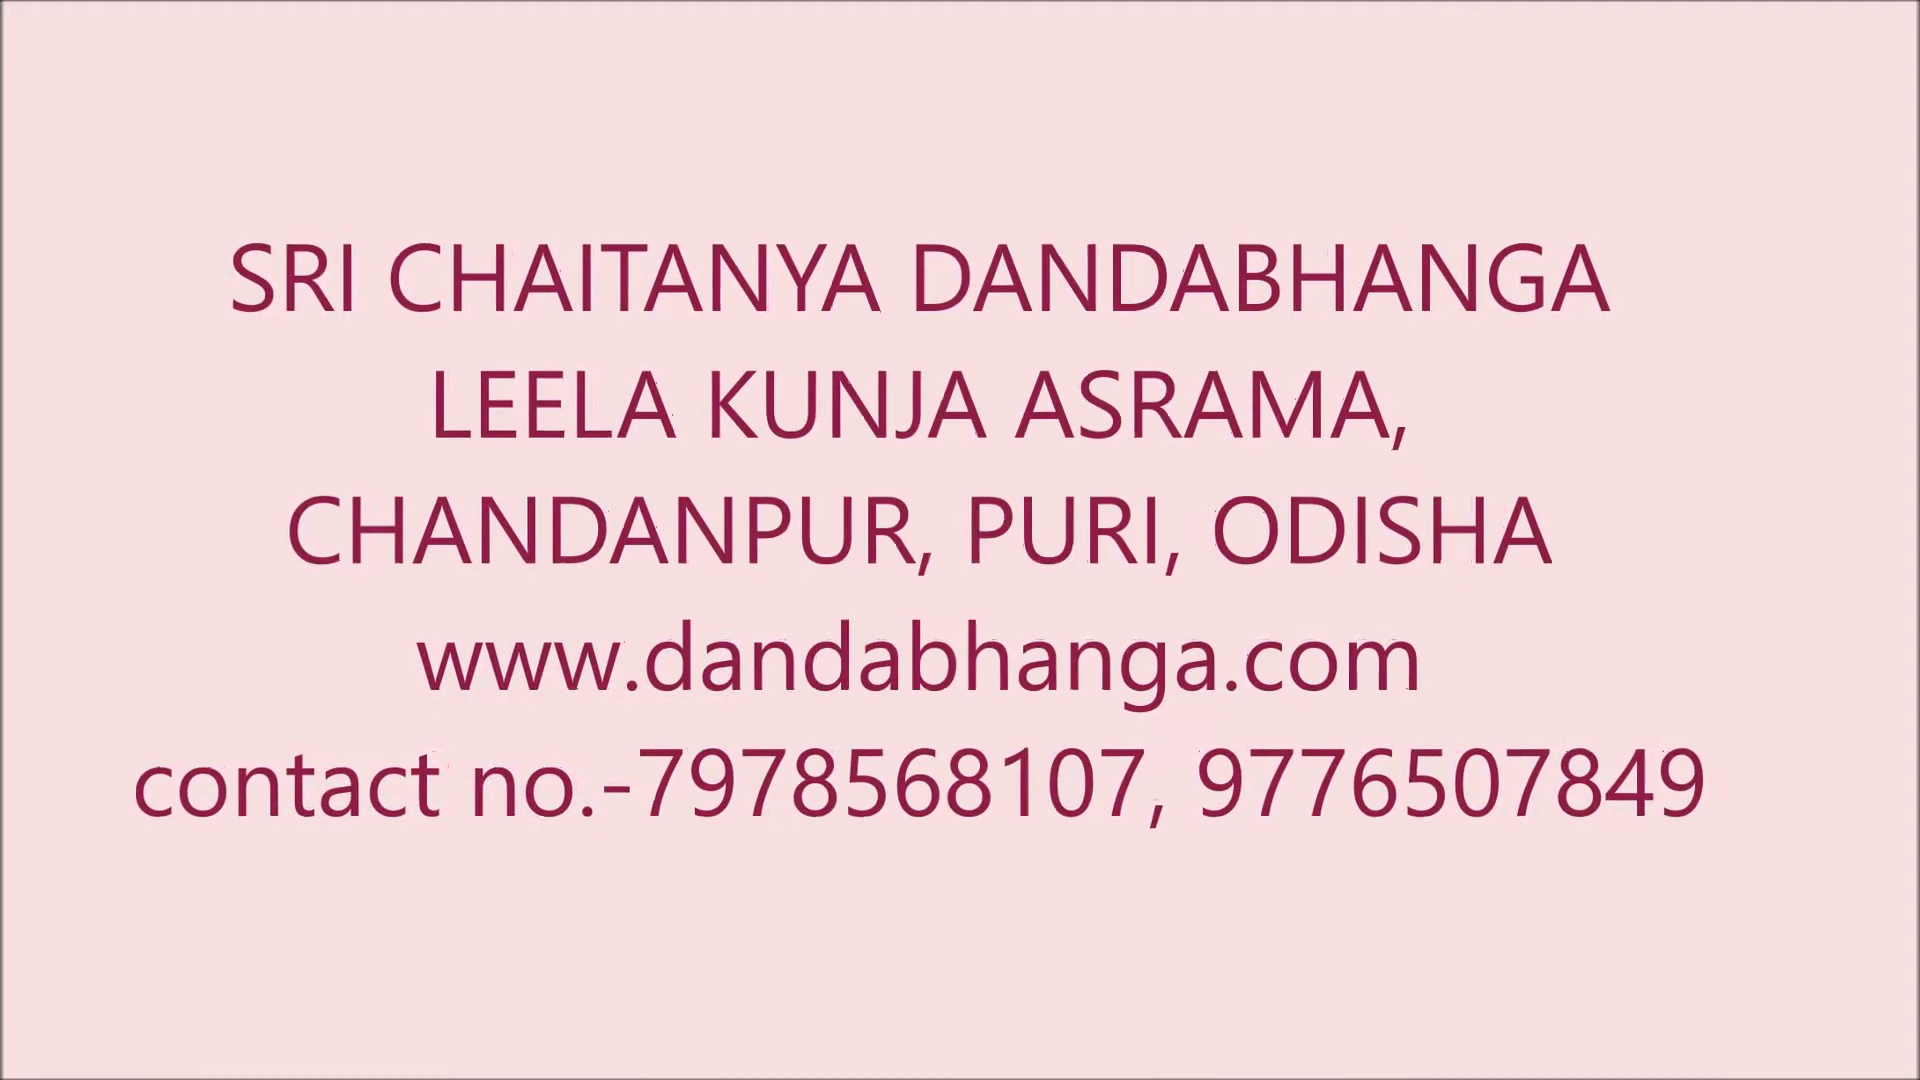 SRI CHAITANYA DANDABHANGA
LEELA KUNJA ASRAMA,
CHANDANPUR, PURI, ODISHA
www.dandabhanga.com
contact no.-7978568107, 9776507849